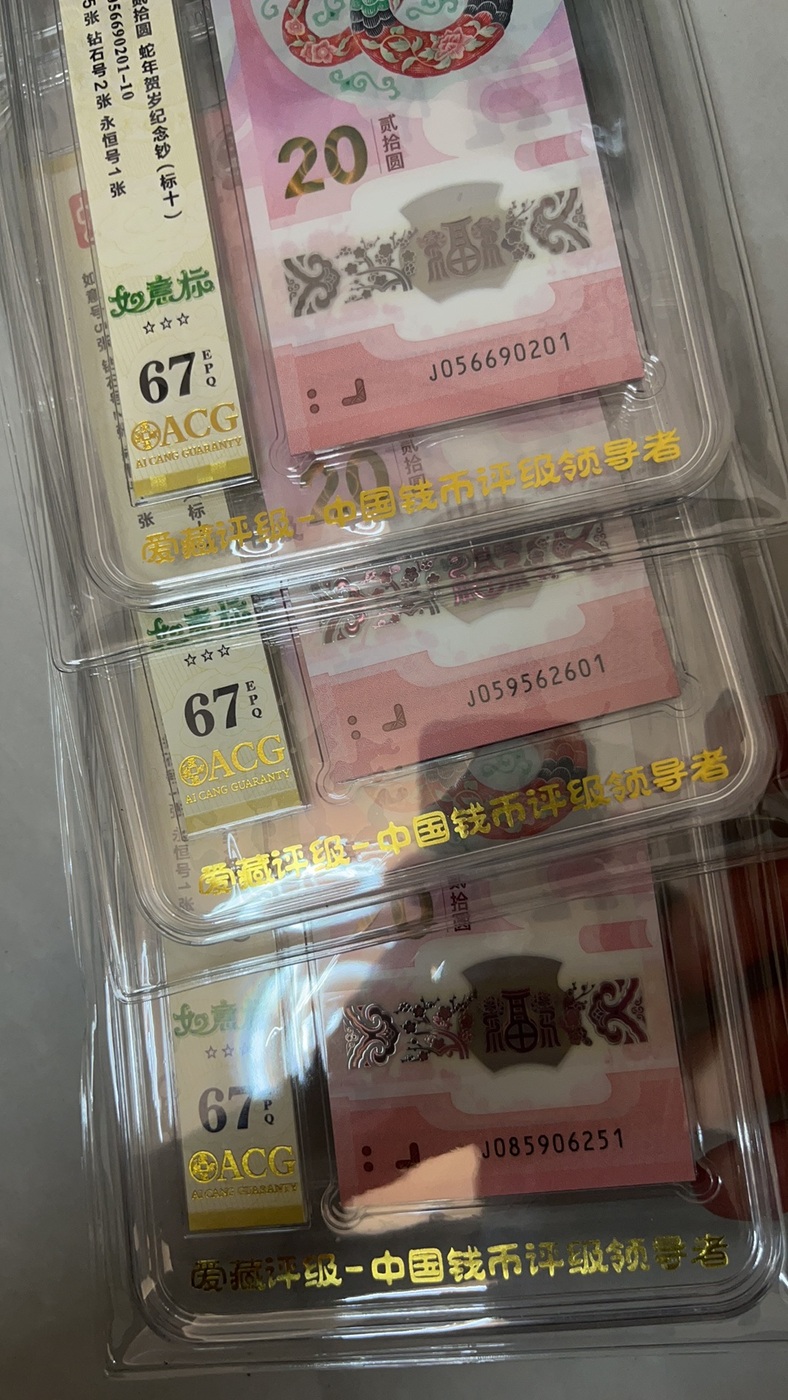 贰拾圆 蛇年贺岁纪念钞(标十)
056690201-10
5张 钻石号2张 永恒号1张
如意标
67 EPQ
ACG
AI CANG GUARANTY
20 贰拾圆
福
J056690201
爱藏评级-中国钱币评级领导者
20
如意标
67 EPQ
ACG
AI CANG GUARANTY
J059562601
爱藏评级-中国钱币评级领导者
永恒号1张
贰拾圆
福
如意标
67 PQ
ACG
AI CANG GUARANTY
J085906251
爱藏评级-中国钱币评级领导者